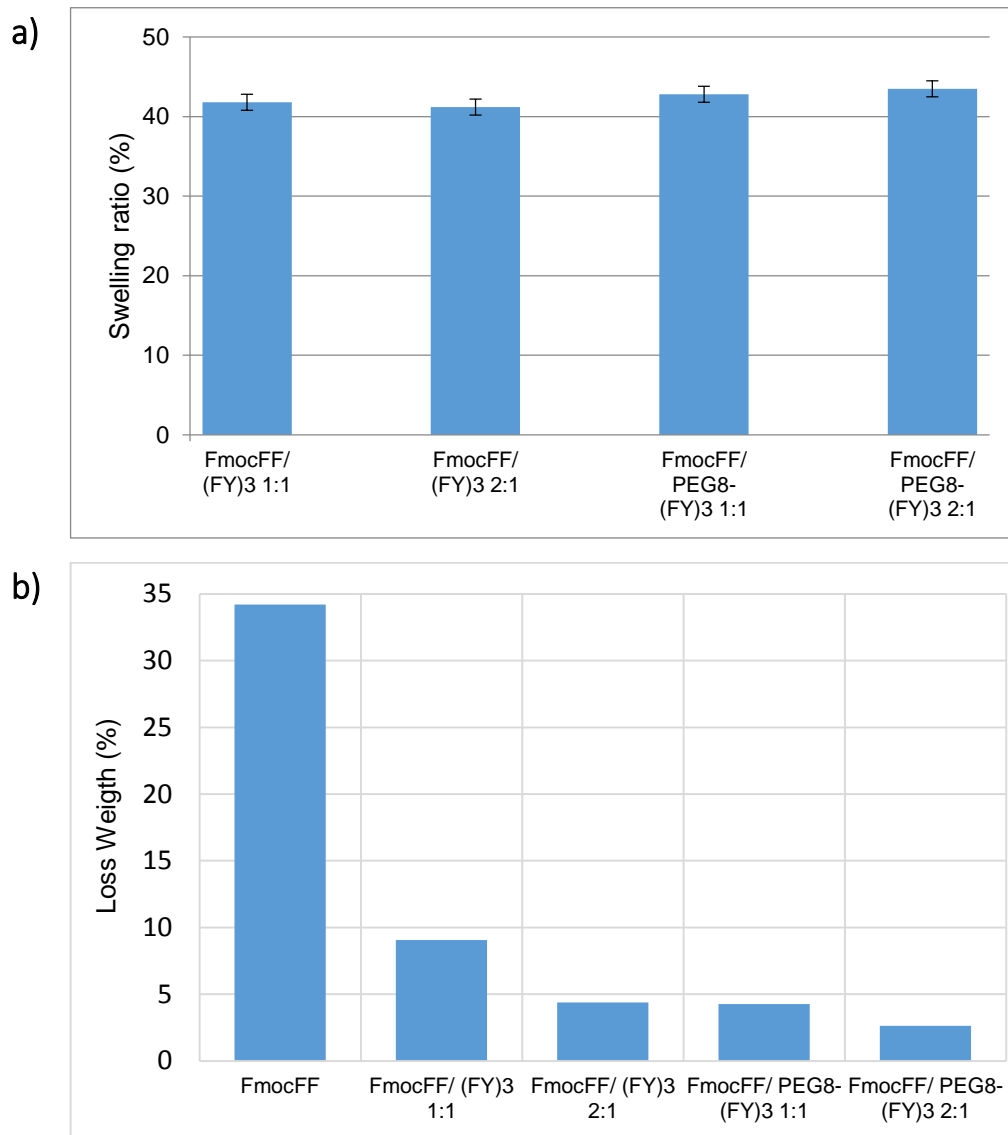 a)
50
40
30
20
10
0
Swelling ratio (%)
FmocFF/
(FY)3 1:1
FmocFF/
(FY)3 2:1
FmocFF/
PEG8-
(FY)3 1:1
FmocFF/
PEG8-
(FY)3 2:1
b)
35
30
25
20
15
10
5
0
Loss Weigth (%)
FmocFF
FmocFF/ (FY)3
1:1
FmocFF/ (FY)3
2:1
FmocFF/ PEG8-
(FY)3 1:1
FmocFF/ PEG8-
(FY)3 2:1